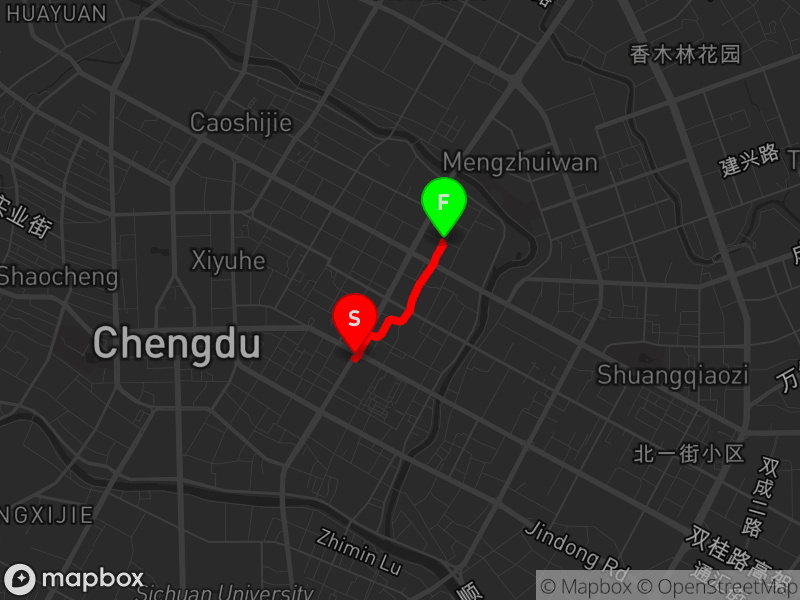 HUAYUAN
香木林花园
Caoshijie
Mengzhuiwan
建兴路
F
实业街
Xiyuhe
Shaocheng
S
Chengdu
Shuangqiaozi
北一街小区
双成二路
NGXIJIE
Zhimin Lu
Jindong Rd
双桂路高架
Sichuan University
mapbox
© Mapbox © OpenStreetMap